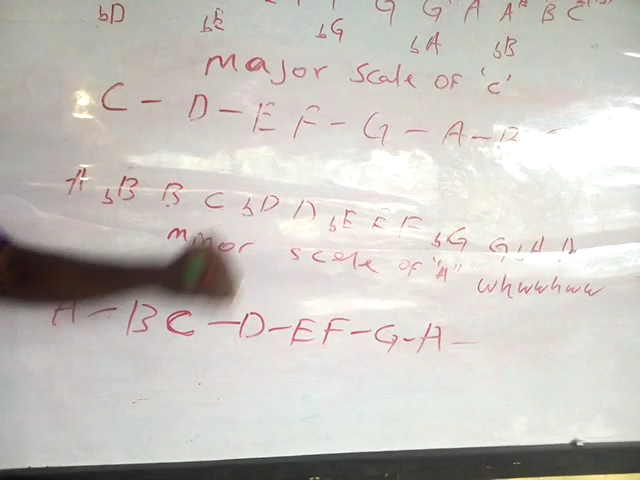 G G A A# B C
bD bE bG bA bB
Major scale of 'c'
C - D - E F - G - A - B
A bB B C bD D bE E F bG G bA A
minor scale of "A" whwwhww
A - B C - D - E F - G - A -